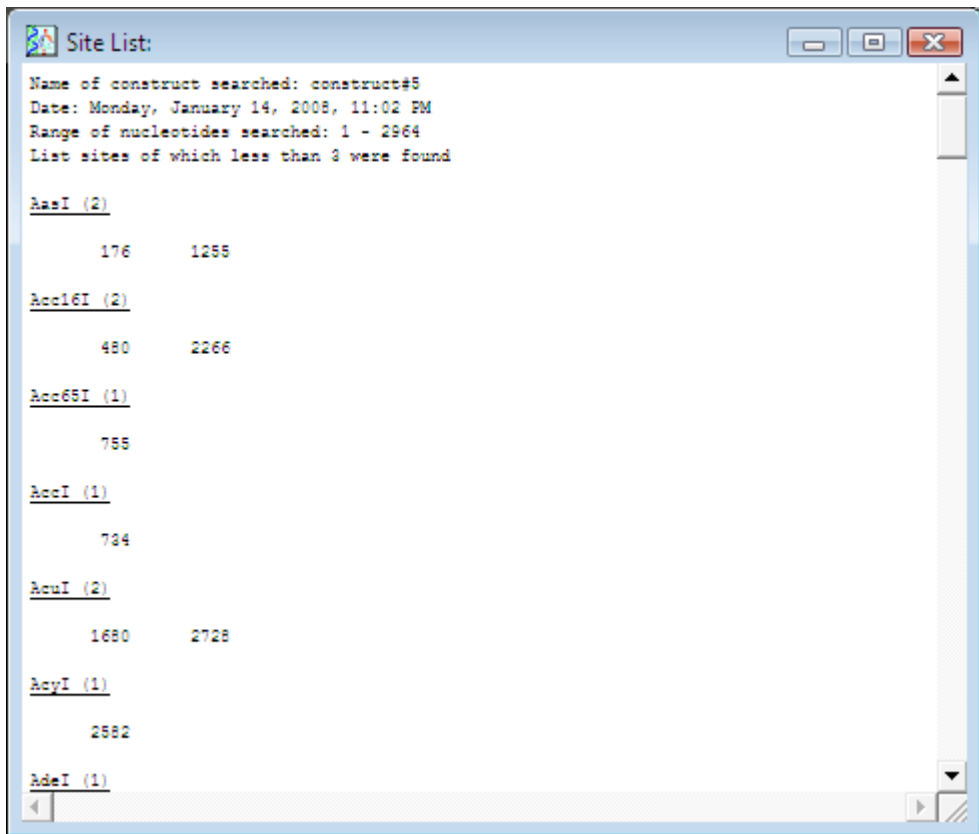 Site List:
Name of construct searched: construct#5
Date: Monday, January 14, 2008, 11:02 PM
Range of nucleotides searched: 1 - 2964
List sites of which less than 3 were found
AasI (2)
176 1255
Acc16I (2)
480 2266
Acc65I (1)
755
AccI (1)
734
AcuI (2)
1680 2728
AcyI (1)
2582
AdeI (1)